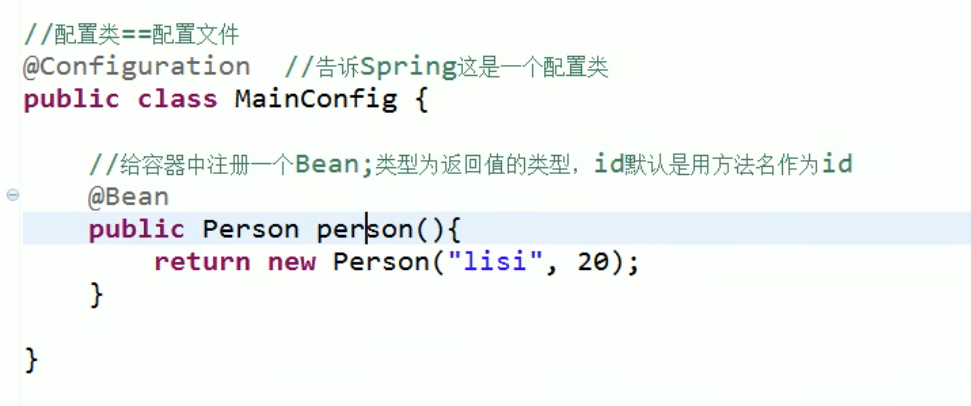 //配置类==配置文件
@Configuration  //告诉Spring这是一个配置类
public class MainConfig {
    //给容器中注册一个Bean;类型为返回值的类型，id默认是用方法名作为id
    @Bean
    public Person person(){
        return new Person("lisi", 20);
    }
}